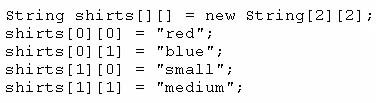 String shirts[][] = new String[2][2];
shirts[0][0] = "red";
shirts[0][1] = "blue";
shirts[1][0] = "small";
shirts[1][1] = "medium";